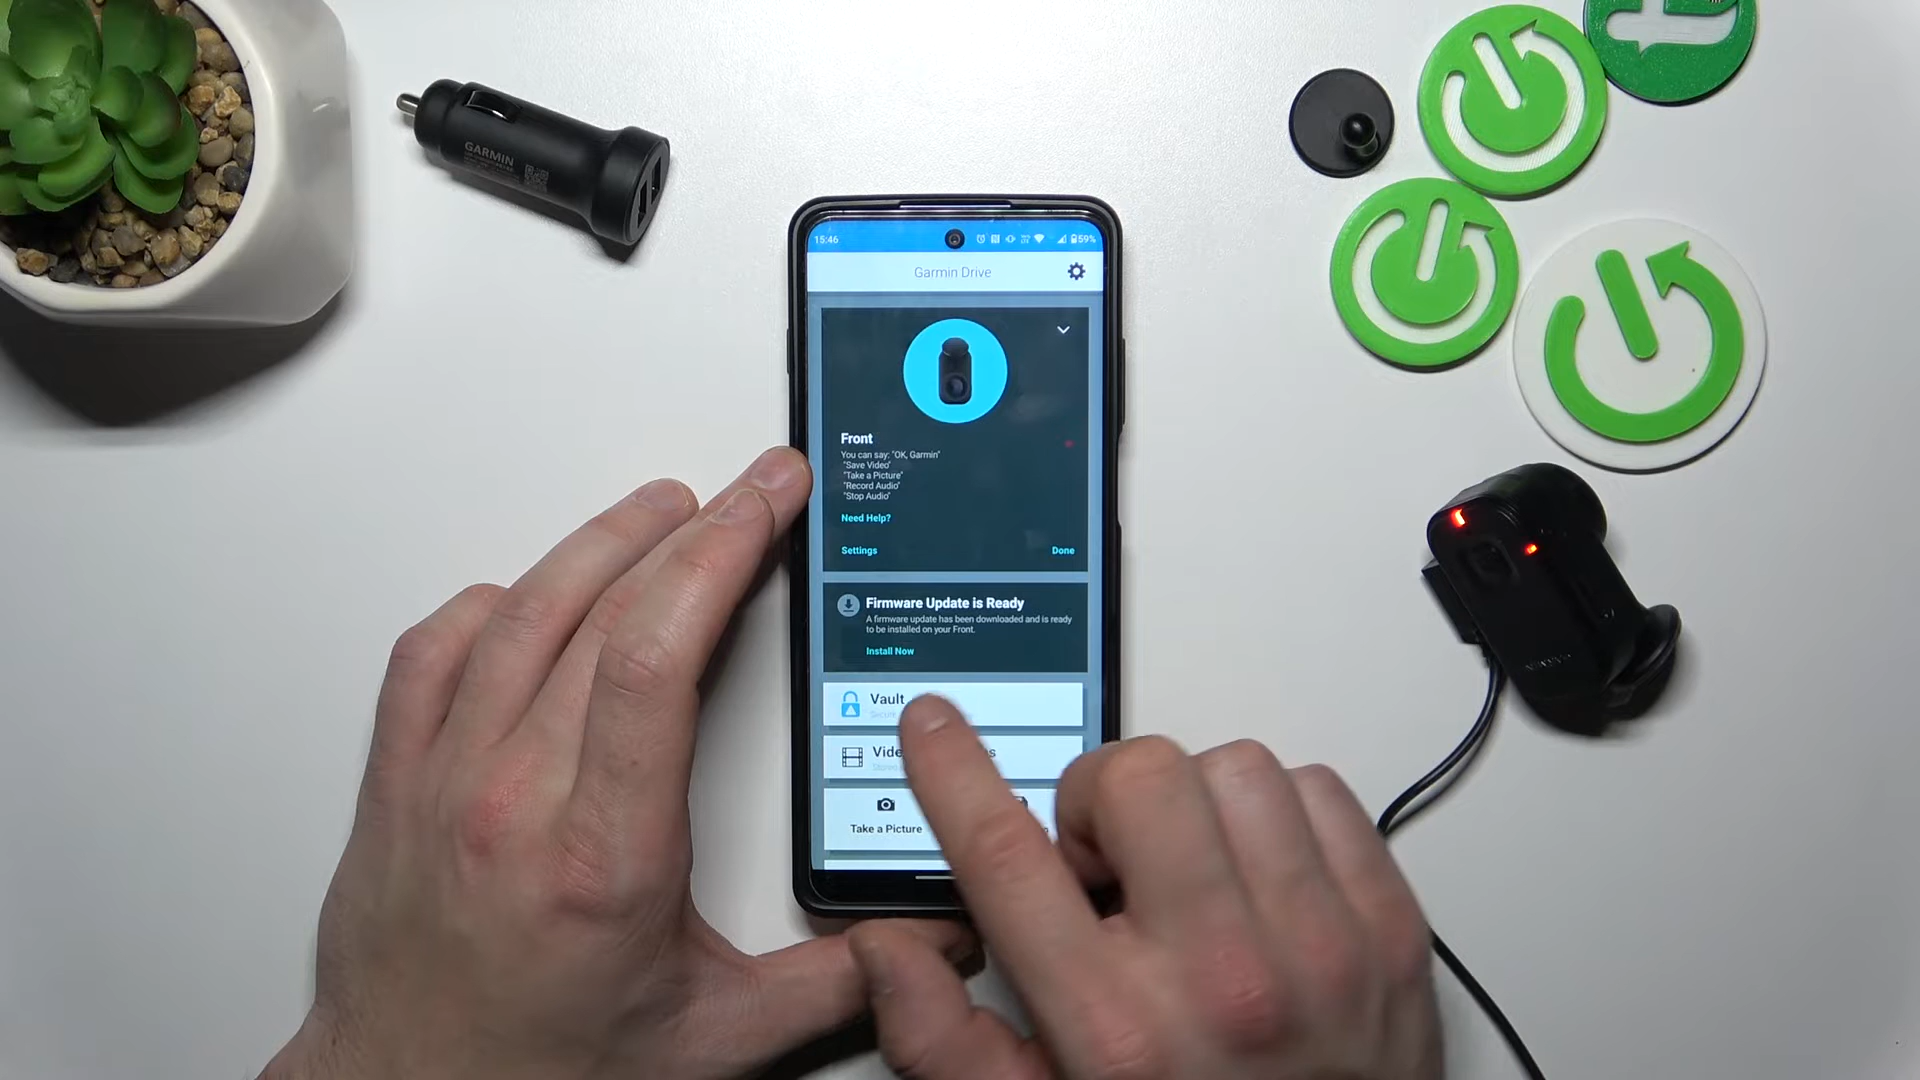 GARMIN
15:46
59%
Garmin Drive
Front
You can say: "OK, Garmin"
"Save Video"
"Take a Picture"
"Record Audio"
"Stop Audio"
Need Help?
Settings
Done
Firmware Update is Ready
A firmware update has been downloaded and is ready
to be installed on your Front.
Install Now
Vault
Take a Picture